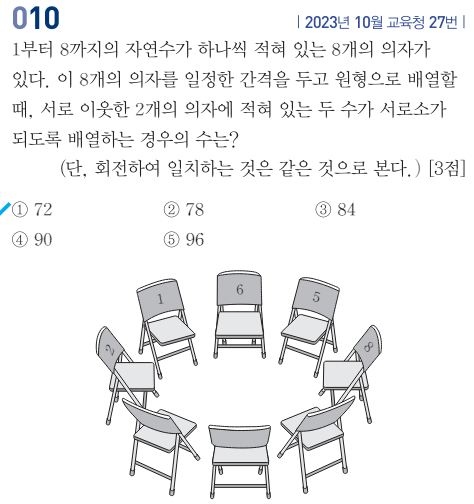 010
| 2023년 10월 교육청 27번 |
1부터 8까지의 자연수가 하나씩 적혀 있는 8개의 의자가
있다. 이 8개의 의자를 일정한 간격을 두고 원형으로 배열할
때, 서로 이웃한 2개의 의자에 적혀 있는 두 수가 서로소가
되도록 배열하는 경우의 수는?
(단, 회전하여 일치하는 것은 같은 것으로 본다.) [3점]
① 72 ② 78 ③ 84
④ 90 ⑤ 96
1 6 5
2 8